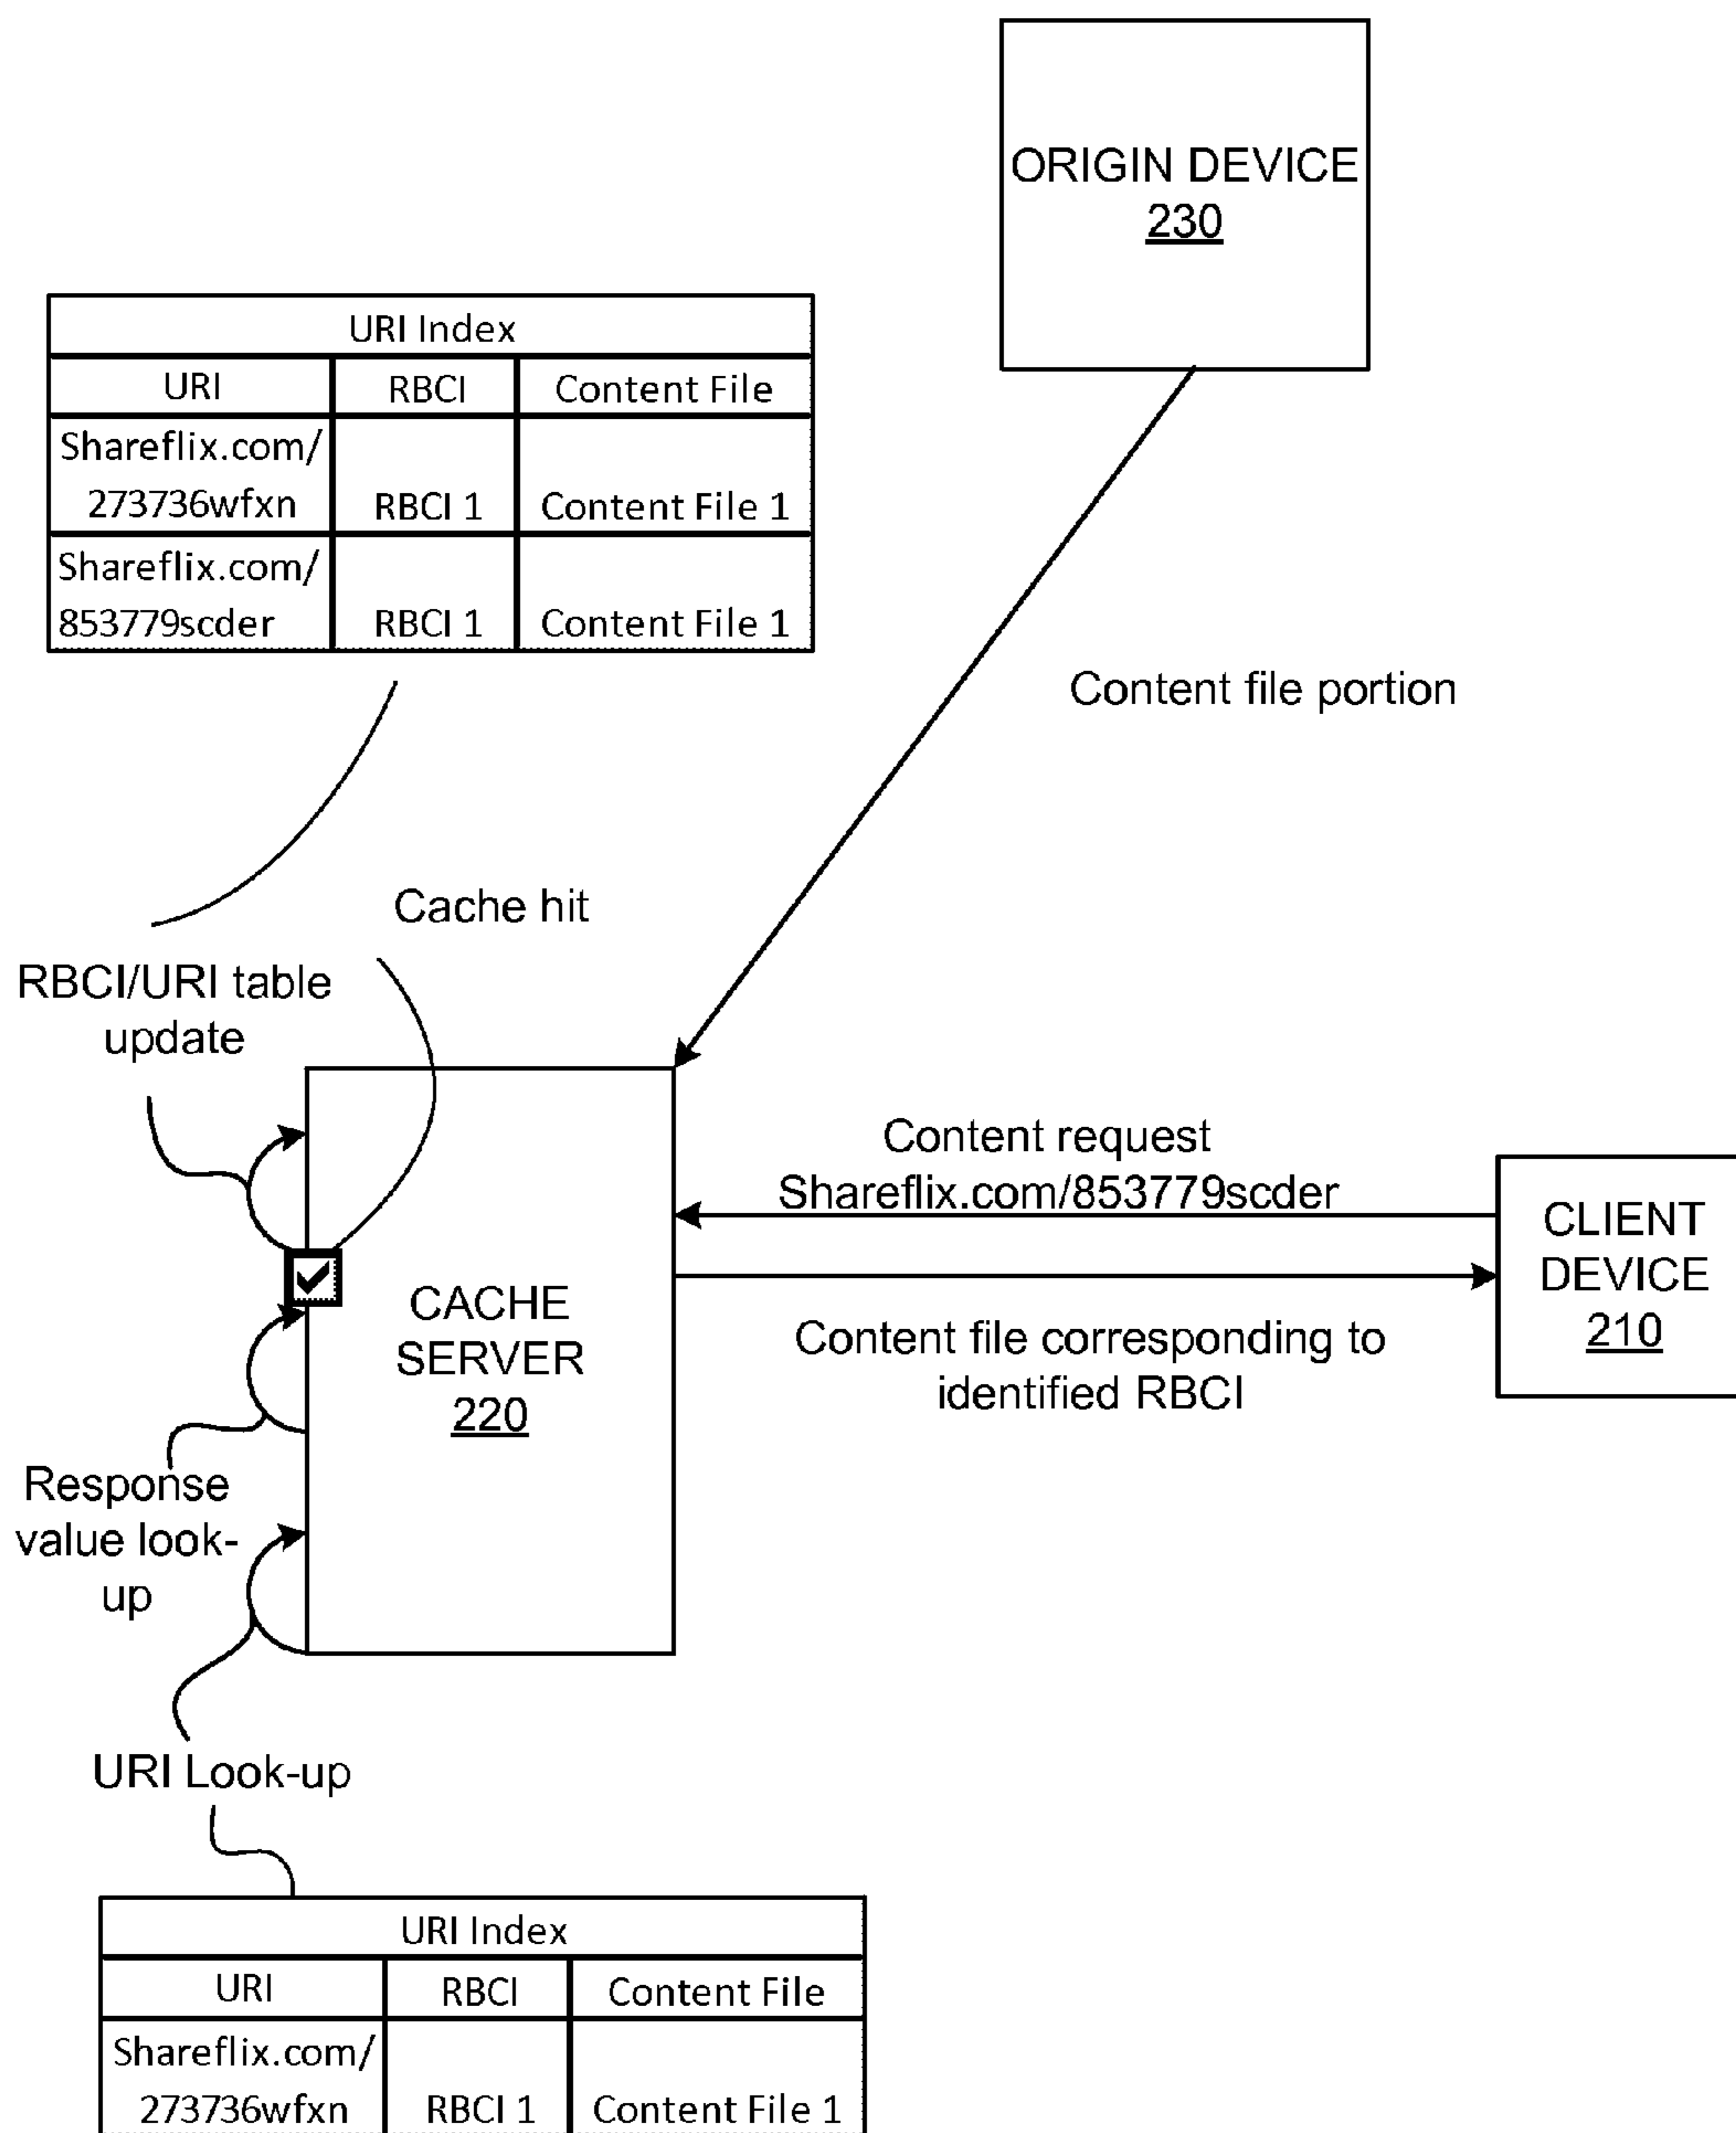 ORIGIN DEVICE
230
URI Index
URI RBCI Content File
Shareflix.com/
273736wfxn RBCI 1 Content File 1
Shareflix.com/
853779scder RBCI 1 Content File 1
Content file portion
Cache hit
RBCI/URI table
update
Content request
Shareflix.com/853779scder
CLIENT
DEVICE
210
CACHE
SERVER
220
Content file corresponding to
identified RBCI
Response
value look-
up
URI Look-up
URI Index
URI RBCI Content File
Shareflix.com/
273736wfxn RBCI 1 Content File 1